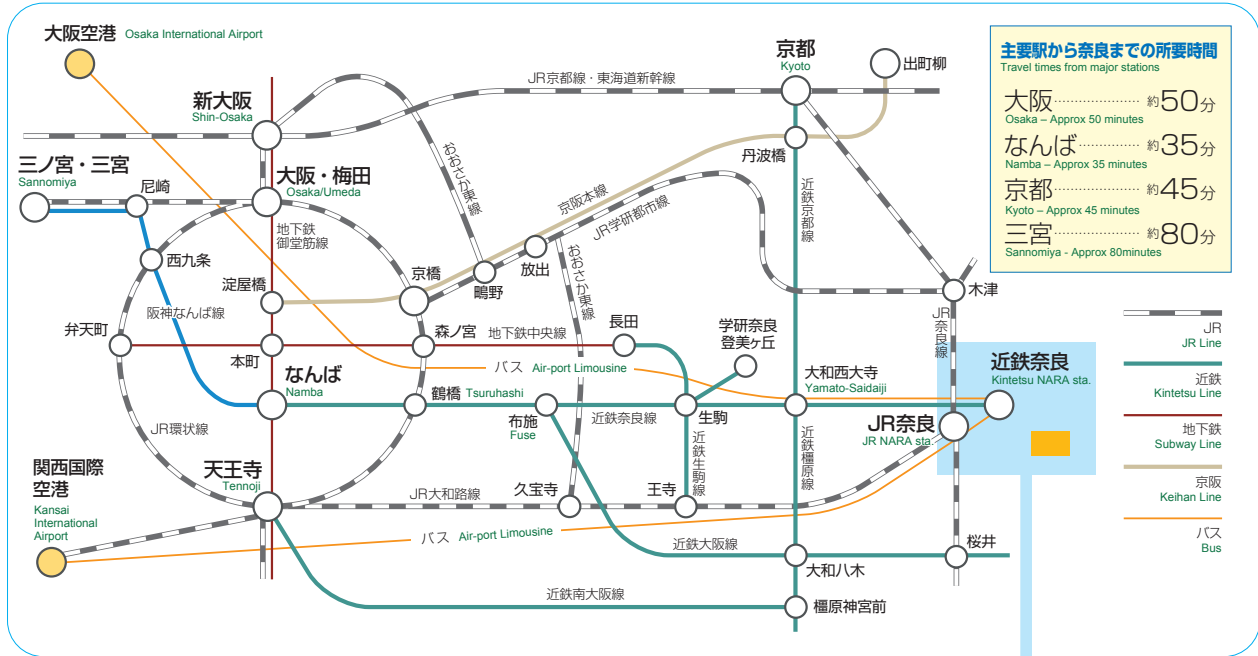 大阪空港 Osaka International Airport
新大阪
Shin-Osaka
三ノ宮・三宮
Sannomiya
尼崎
大阪・梅田
Osaka/Umeda
地下鉄
御堂筋線
西九条
淀屋橋
阪神なんば線
弁天町
本町
なんば
Namba
JR環状線
関西国際
空港
Kansai
International
Airport
天王寺
Tennoji
JR京都線・東海道新幹線
おおさか東線
京阪本線
JR学研都市線
京橋
鴫野
放出
おおさか東線
森ノ宮
地下鉄中央線
長田
バス Air-port Limousine
鶴橋 Tsuruhashi
布施
Fuse
近鉄奈良線
生駒
学研奈良
登美ヶ丘
近鉄生駒線
JR大和路線
久宝寺
王寺
バス Air-port Limousine
近鉄大阪線
近鉄南大阪線
京都
Kyoto
出町柳
丹波橋
近鉄京都線
大和西大寺
Yamato-Saidaiji
近鉄橿原線
大和八木
橿原神宮前
桜井
木津
JR奈良線
近鉄奈良
Kintetsu NARA sta.
JR奈良
JR NARA sta.
主要駅から奈良までの所要時間
Travel times from major stations
大阪 約50分
Osaka – Approx 50 minutes
なんば 約35分
Namba – Approx 35 minutes
京都 約45分
Kyoto – Approx 45 minutes
三宮 約80分
Sannomiya - Approx 80minutes
JR
JR Line
近鉄
Kintetsu Line
地下鉄
Subway Line
京阪
Keihan Line
バス
Bus